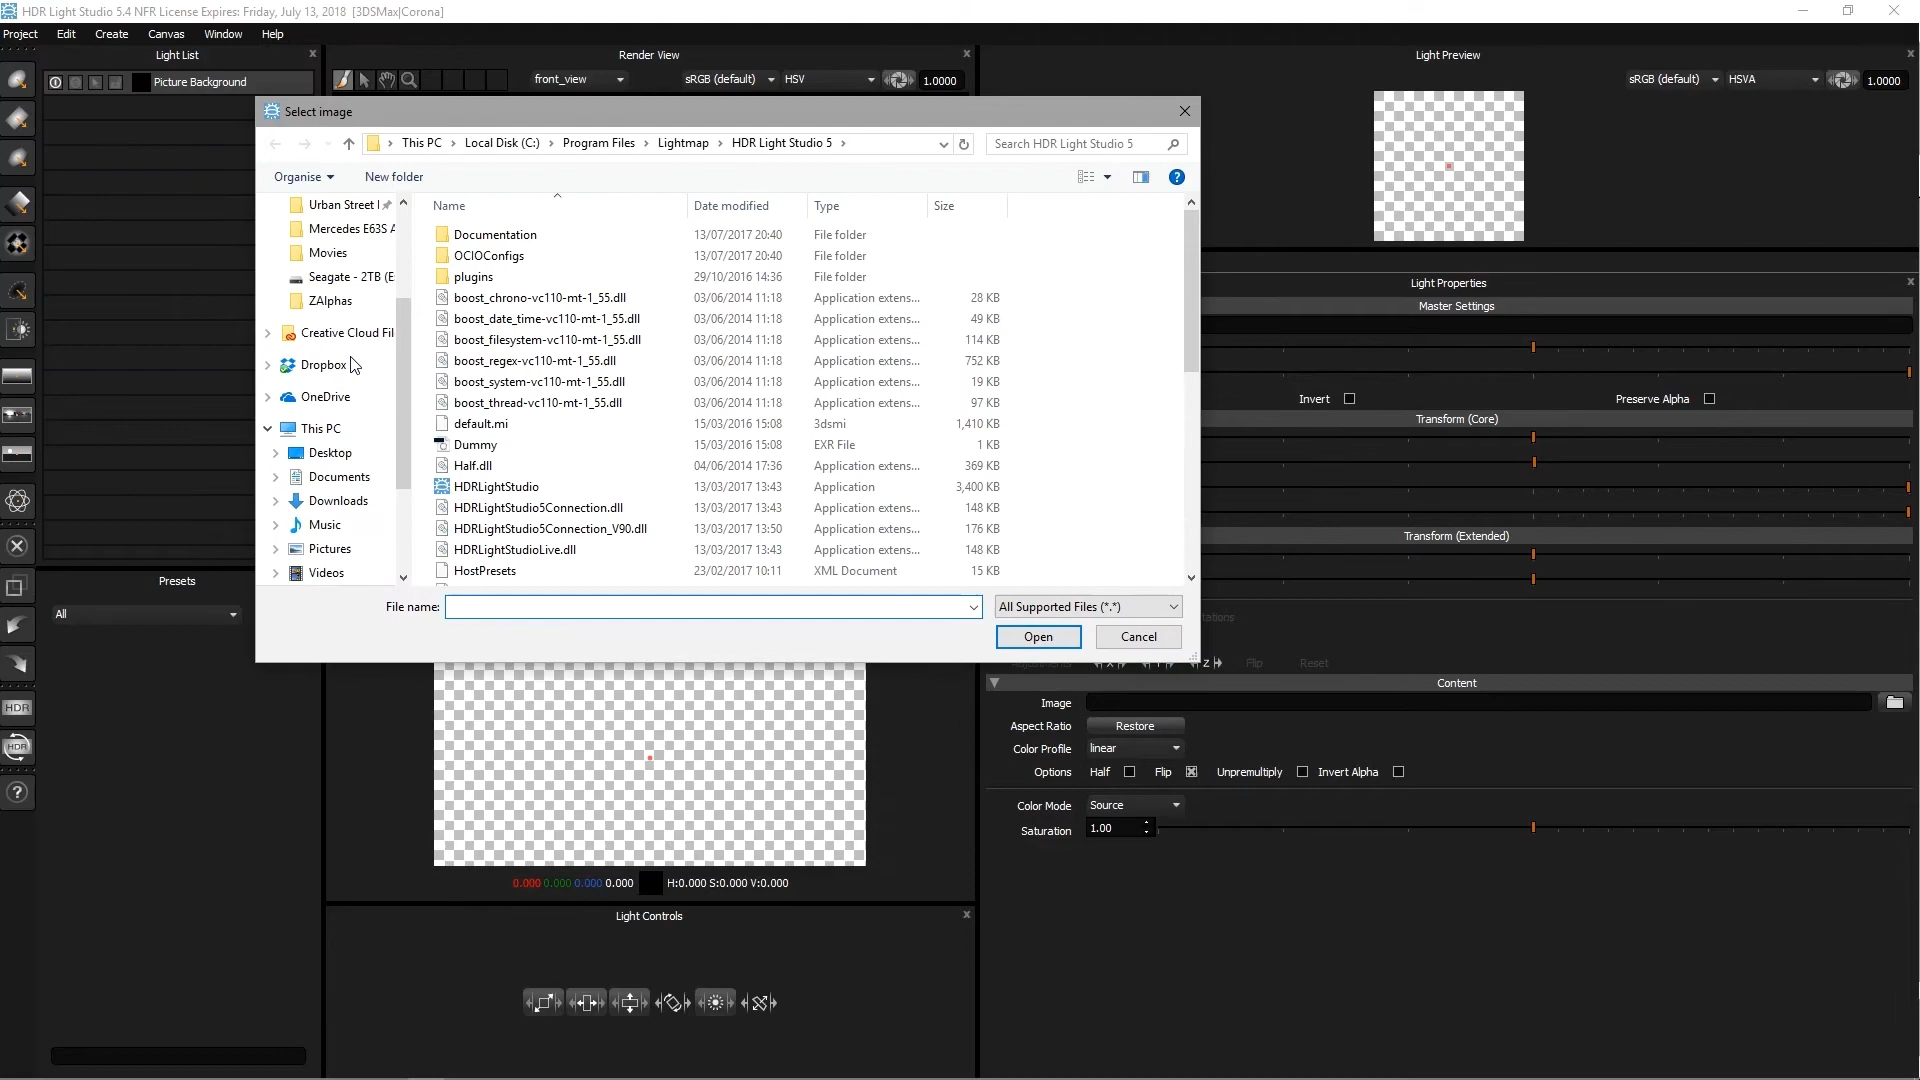 HDR Light Studio 5.4 NFR License Expires: Friday, July 13, 2018 [3DSMax|Corona]
Project Edit Create Canvas Window Help
Light List
Render View
Light Preview
Picture Background
front_view sRGB (default) HSV 1.0000
sRGB (default) HSVA 1.0000
Select image
This PC Local Disk (C:) Program Files Lightmap HDR Light Studio 5
Search HDR Light Studio 5
Organise New folder
Urban Street I
Mercedes E63S A
Movies
Seagate - 2TB (E
ZAlphas
Creative Cloud Fil
Dropbox
OneDrive
This PC
Desktop
Documents
Downloads
Music
Pictures
Videos
Name Date modified Type Size
Documentation 13/07/2017 20:40 File folder
OCIOConfigs 13/07/2017 20:40 File folder
plugins 29/10/2016 14:36 File folder
boost_chrono-vc110-mt-1_55.dll 03/06/2014 11:18 Application extens... 28 KB
boost_date_time-vc110-mt-1_55.dll 03/06/2014 11:18 Application extens... 49 KB
boost_filesystem-vc110-mt-1_55.dll 03/06/2014 11:18 Application extens... 114 KB
boost_regex-vc110-mt-1_55.dll 03/06/2014 11:18 Application extens... 752 KB
boost_system-vc110-mt-1_55.dll 03/06/2014 11:18 Application extens... 19 KB
boost_thread-vc110-mt-1_55.dll 03/06/2014 11:18 Application extens... 97 KB
default.mi 15/03/2016 15:08 3dsmi 1,410 KB
Dummy 15/03/2016 15:08 EXR File 1 KB
Half.dll 04/06/2014 17:36 Application extens... 369 KB
HDRLightStudio 13/03/2017 13:43 Application 3,400 KB
HDRLightStudio5Connection.dll 13/03/2017 13:43 Application extens... 148 KB
HDRLightStudio5Connection_V90.dll 13/03/2017 13:50 Application extens... 176 KB
HDRLightStudioLive.dll 13/03/2017 13:43 Application extens... 148 KB
HostPresets 23/02/2017 10:11 XML Document 15 KB
File name:
All Supported Files (*.*)
Open Cancel
Light Properties
Master Settings
Invert Preserve Alpha
Transform (Core)
Transform (Extended)
tations
Adjustments X Y Z Flip Reset
Content
Image
Aspect Ratio Restore
Color Profile linear
Options Half Flip Unpremultiply Invert Alpha
Color Mode Source
Saturation 1.00
Presets
All
HDR
HDR
0.000 0.000 0.000 0.000 H:0.000 S:0.000 V:0.000
Light Controls